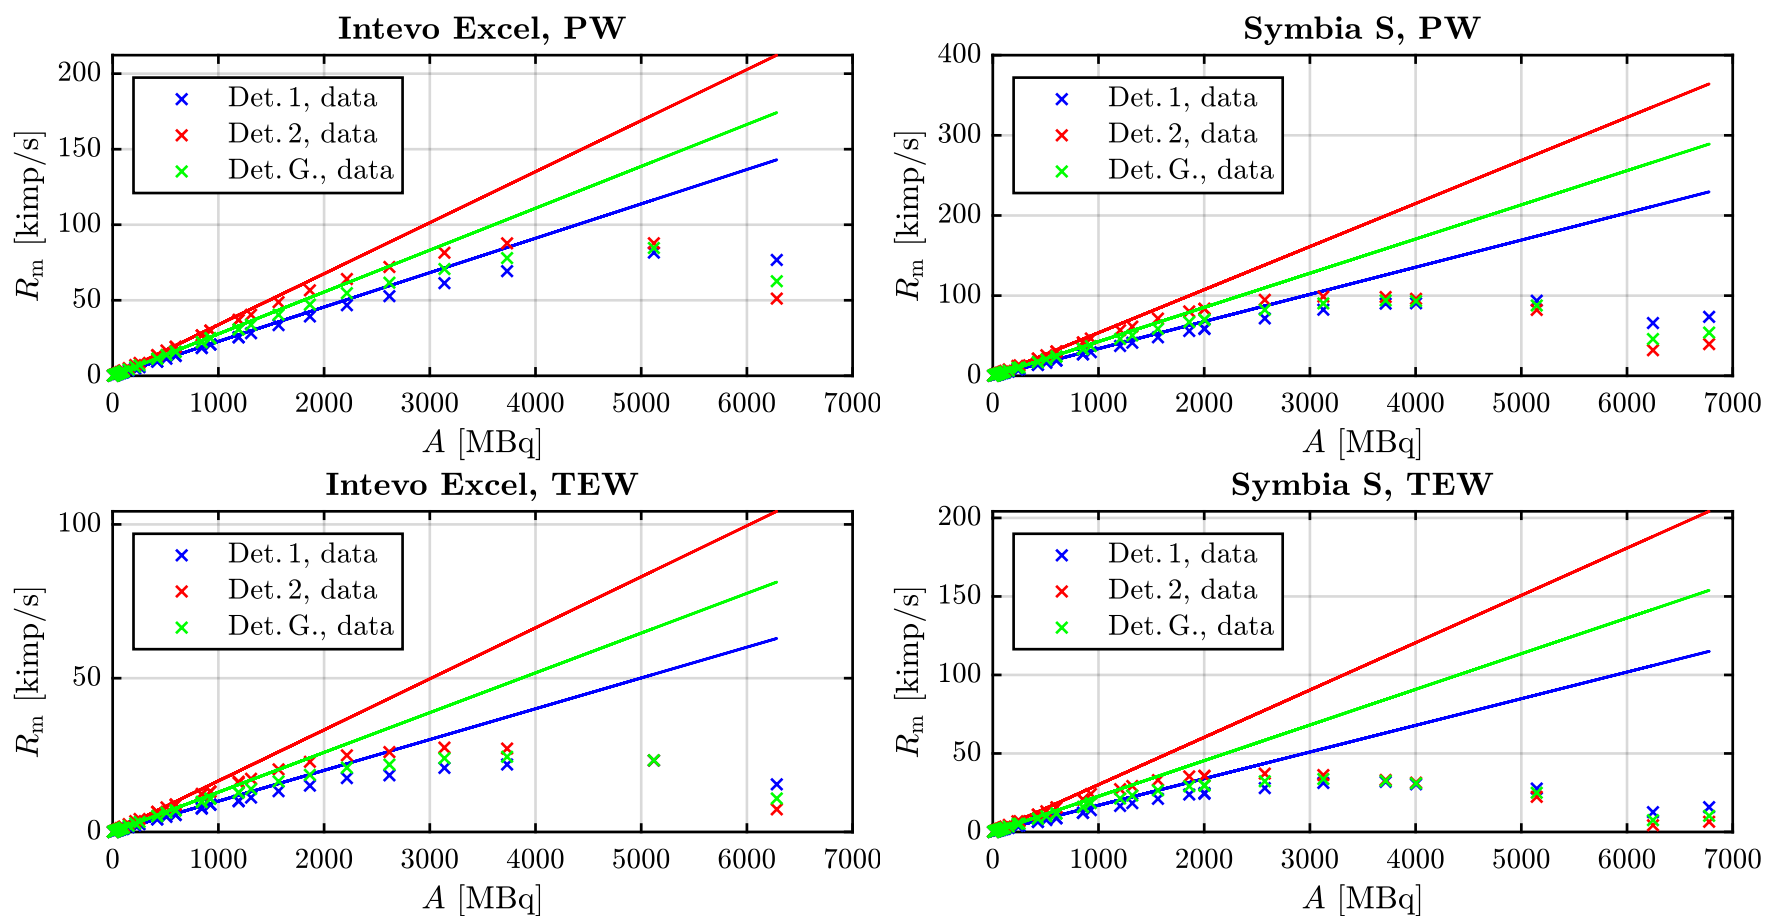 Intevo Excel, PW
200
150
100
50
0
R_m [kimp/s]
Det. 1, data
Det. 2, data
Det. G., data
0 1000 2000 3000 4000 5000 6000 7000
A [MBq]
Symbia S, PW
400
300
200
100
0
R_m [kimp/s]
Det. 1, data
Det. 2, data
Det. G., data
0 1000 2000 3000 4000 5000 6000 7000
A [MBq]
Intevo Excel, TEW
100
50
0
R_m [kimp/s]
Det. 1, data
Det. 2, data
Det. G., data
0 1000 2000 3000 4000 5000 6000 7000
A [MBq]
Symbia S, TEW
200
150
100
50
0
R_m [kimp/s]
Det. 1, data
Det. 2, data
Det. G., data
0 1000 2000 3000 4000 5000 6000 7000
A [MBq]